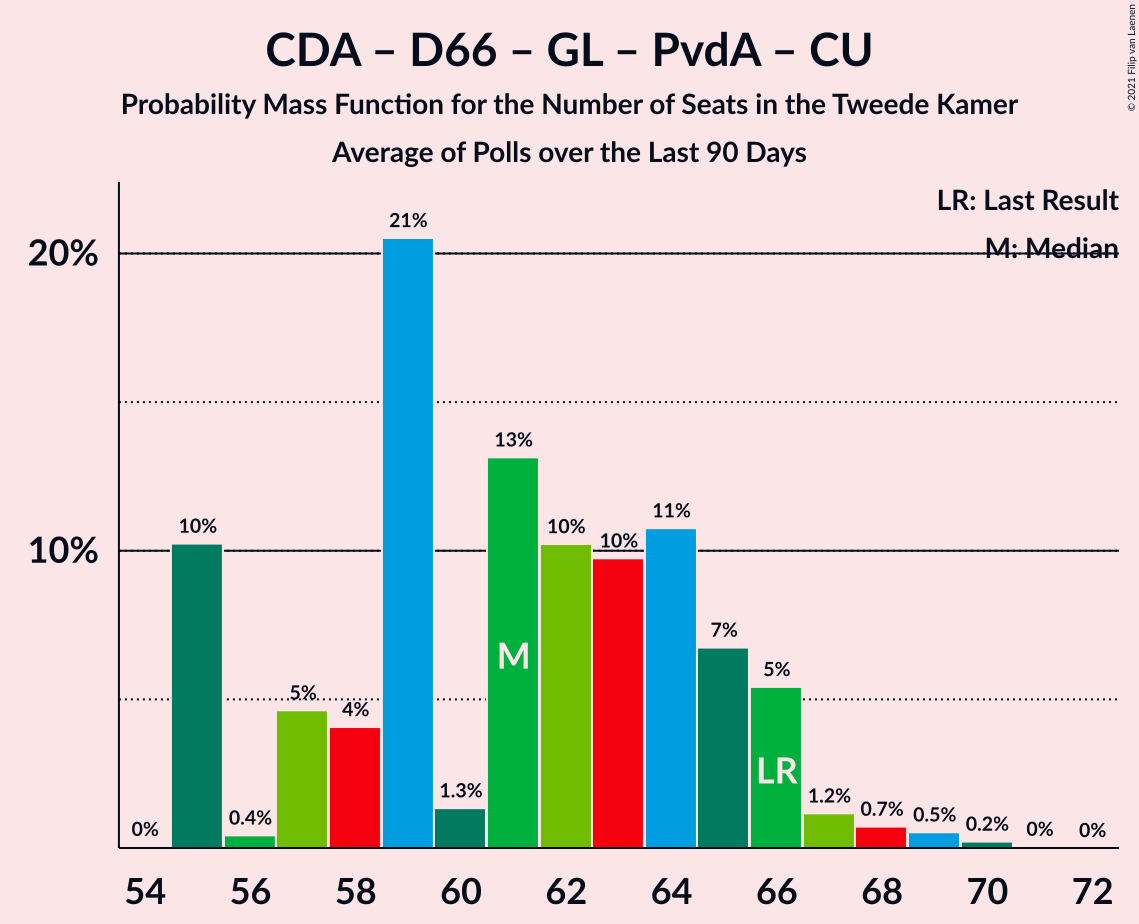 CDA – D66 – GL – PvdA – CU
Probability Mass Function for the Number of Seats in the Tweede Kamer
Average of Polls over the Last 90 Days
© 2021 Filip van Laenen
LR: Last Result
M: Median
20%
10%
0%
10%
0.4%
5%
4%
21%
1.3%
13%
10%
10%
11%
7%
5%
1.2%
0.7%
0.5%
0.2%
0%
0%
M
LR
54 56 58 60 62 64 66 68 70 72